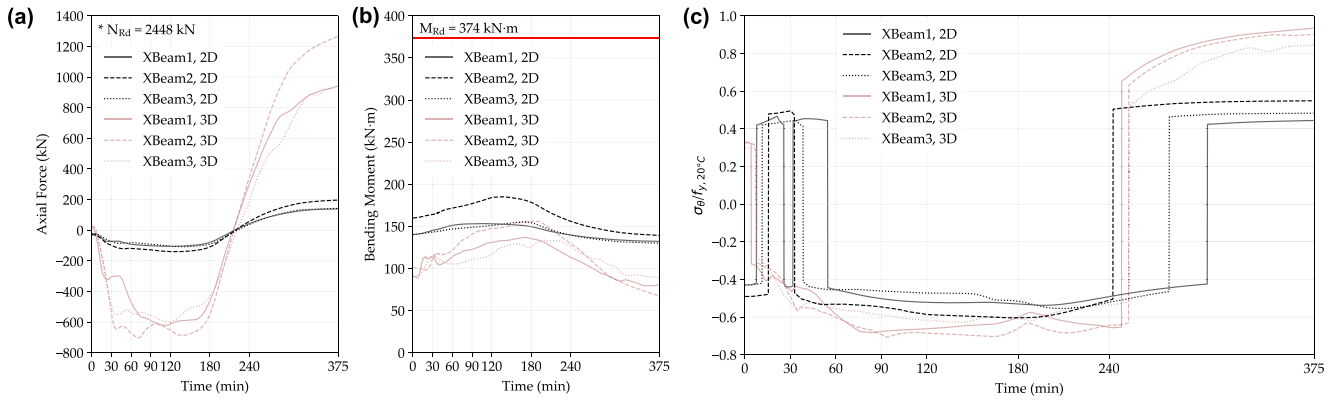 (a)
* N_Rd = 2448 kN
XBeam1, 2D
XBeam2, 2D
XBeam3, 2D
XBeam1, 3D
XBeam2, 3D
XBeam3, 3D
Axial Force (kN)
1400
1200
1000
800
600
400
200
0
−200
−400
−600
−800
0 30 60 90 120 180 240 375
Time (min)
(b)
M_Rd = 374 kN·m
XBeam1, 2D
XBeam2, 2D
XBeam3, 2D
XBeam1, 3D
XBeam2, 3D
XBeam3, 3D
Bending Moment (kN·m)
400
350
300
250
200
150
100
50
0
0 30 60 90 120 180 240 375
Time (min)
(c)
XBeam1, 2D
XBeam2, 2D
XBeam3, 2D
XBeam1, 3D
XBeam2, 3D
XBeam3, 3D
σ_θ/f_y, 20°C
1.0
0.8
0.6
0.4
0.2
0.0
−0.2
−0.4
−0.6
−0.8
0 30 60 90 120 180 240 375
Time (min)